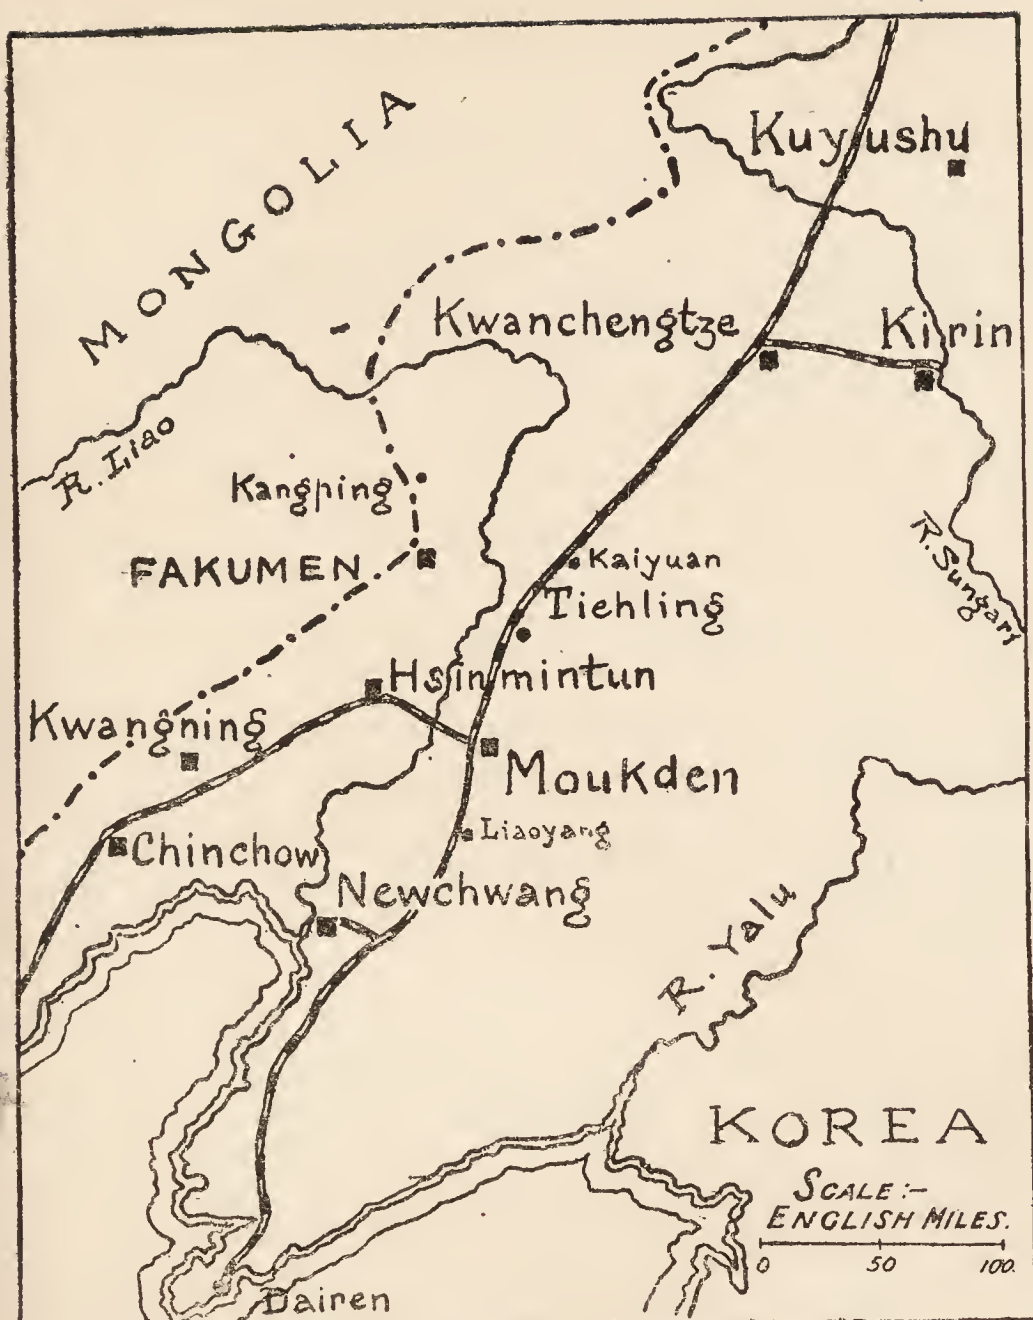 MONGOLIA
Kuyushu
Kwanchengtze
Kirin
R. Liao
Kangping
FAKUMEN
Kaiyuan
Tiehling
R. Sungari
Hsinmintun
Kwangning
Moukden
Liaoyang
Chinchow
Newchwang
R. Yalu
KOREA
SCALE :-
ENGLISH MILES.
0 50 100.
Dairen